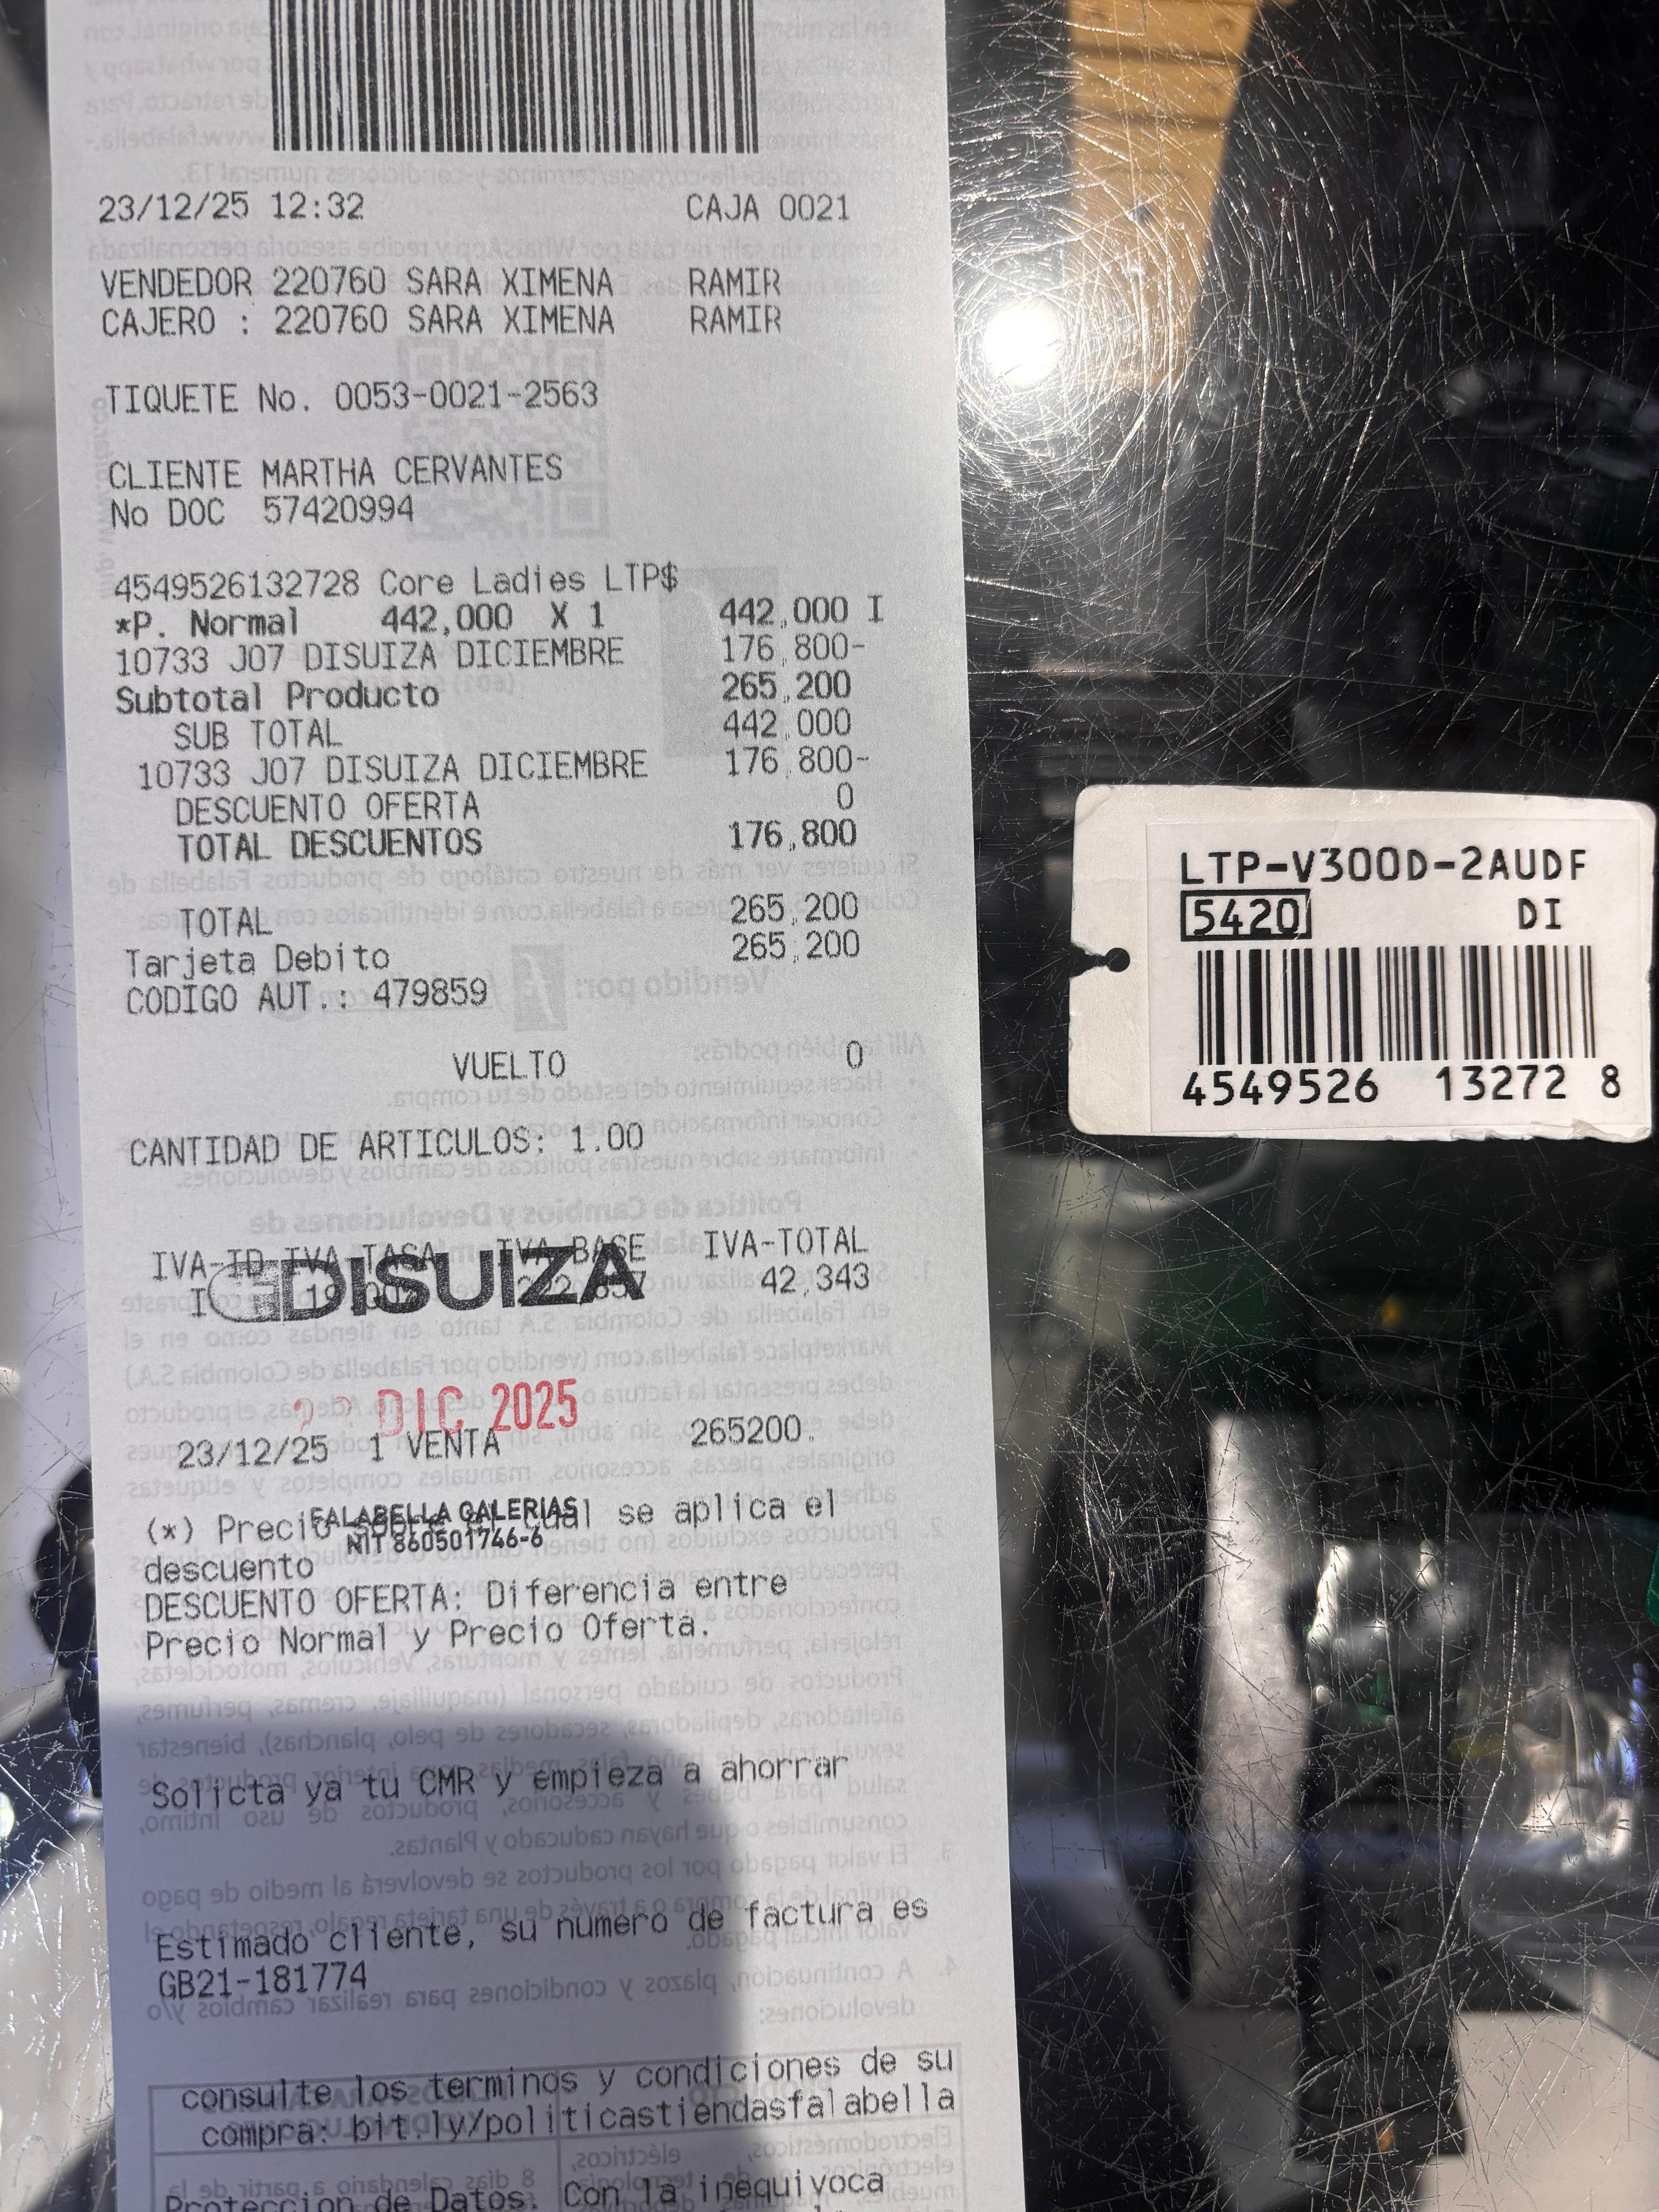 23/12/25 12:32 CAJA 0021
VENDEDOR 220760 SARA XIMENA RAMIR
CAJERO : 220760 SARA XIMENA RAMIR
TIQUETE No. 0053-0021-2563
CLIENTE MARTHA CERVANTES
No DOC 57420994
4549526132728 Core Ladies LTP$
*P. Normal 442,000 X 1 442,000 I
10733 J07 DISUIZA DICIEMBRE 176,800-
Subtotal Producto 265,200
SUB TOTAL 442,000
10733 J07 DISUIZA DICIEMBRE 176,800-
DESCUENTO OFERTA 0
TOTAL DESCUENTOS 176,800
TOTAL 265,200
Tarjeta Debito 265,200
CODIGO AUT.: 479859
VUELTO 0
CANTIDAD DE ARTICULOS: 1.00
IVA-ID IVA-TASA IVA-BASE IVA-TOTAL
I 42,343
DISUIZA
DIC 2025
23/12/25 1 VENTA 265200.
FALABELLA GALERIAS
NIT 860501746-6
(*) Precio cual se aplica el
descuento
DESCUENTO OFERTA: Diferencia entre
Precio Normal y Precio Oferta.
Solicta ya tu CMR y empieza a ahorrar
Estimado cliente, su numero de factura es
GB21-181774
consulte los terminos y condiciones de su
compra: bit.ly/politicastiendasfalabella
Proteccion de Datos: Con la inequivoca
LTP-V300D-2AUDF
5420 DI
4549526 13272 8